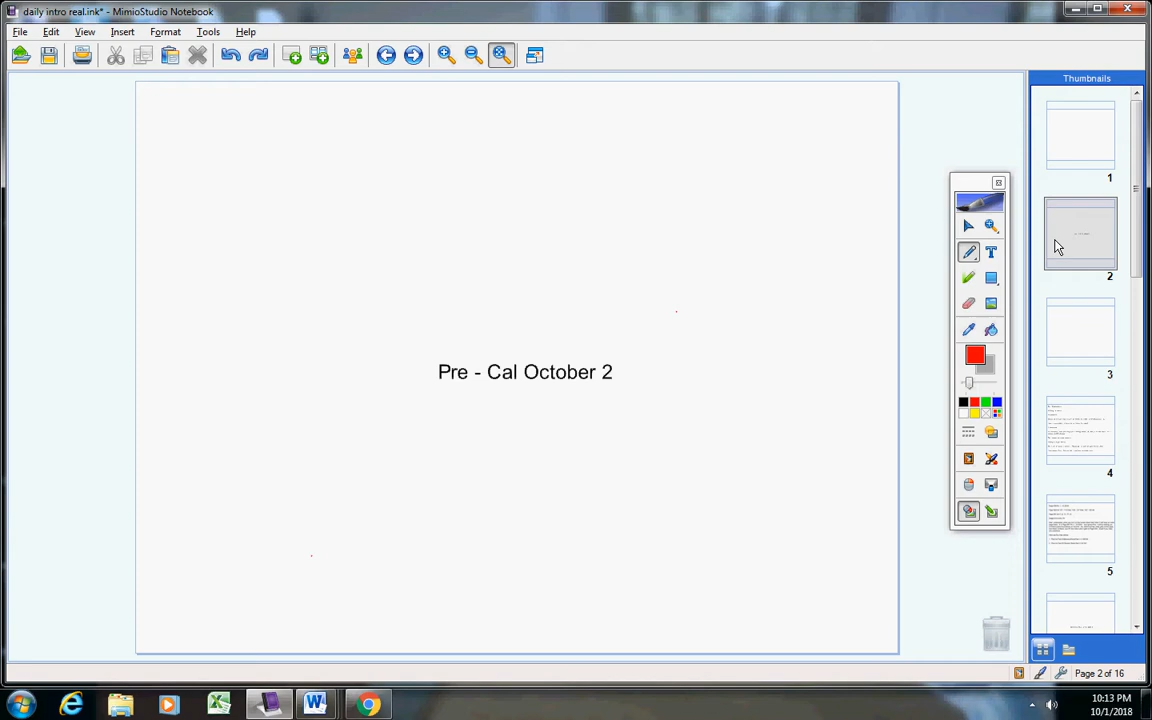 daily intro real.ink* - MimioStudio Notebook
File Edit View Insert Format Tools Help
Thumbnails
1
2
3
4
5
Pre - Cal October 2
T
Page 2 of 16
10:13 PM
10/1/2018